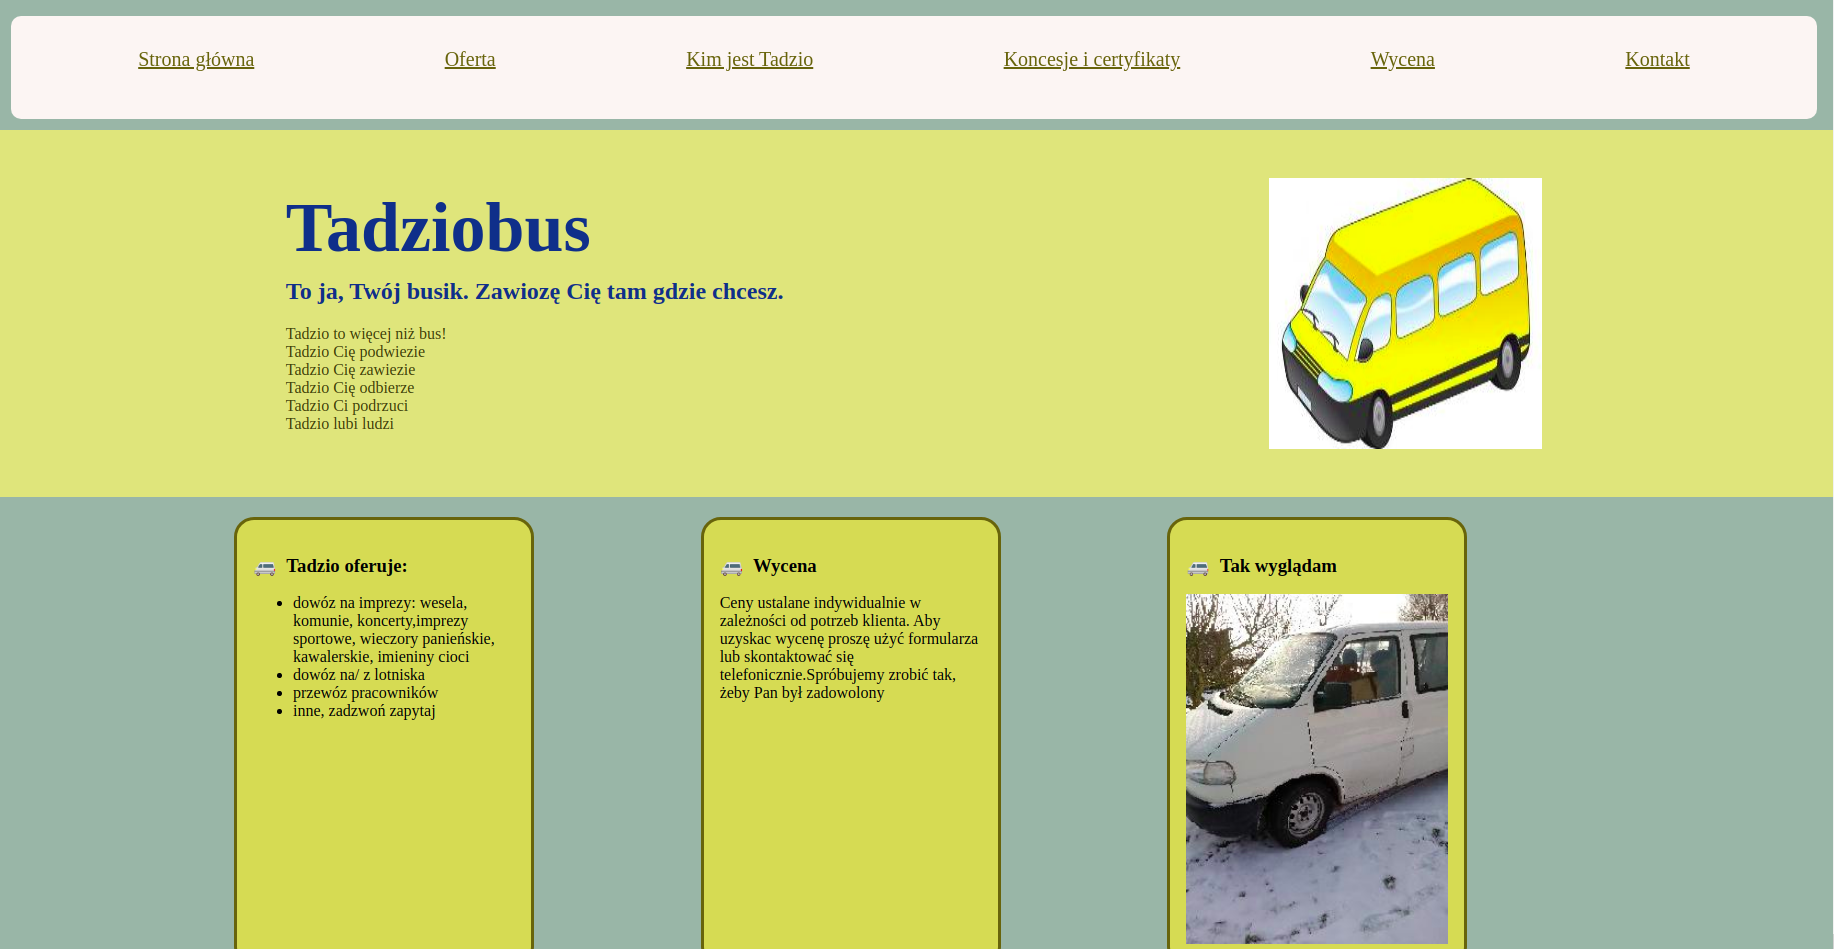 Strona główna
Oferta
Kim jest Tadzio
Koncesje i certyfikaty
Wycena
Kontakt
Tadziobus
To ja, Twój busik. Zawiozę Cię tam gdzie chcesz.
Tadzio to więcej niż bus!
Tadzio Cię podwiezie
Tadzio Cię zawiezie
Tadzio Cię odbierze
Tadzio Ci podrzuci
Tadzio lubi ludzi
Tadzio oferuje:
dowóz na imprezy: wesela,
komunie, koncerty,imprezy
sportowe, wieczory panieńskie,
kawalerskie, imieniny cioci
dowóz na/ z lotniska
przewóz pracowników
inne, zadzwoń zapytaj
Wycena
Ceny ustalane indywidualnie w
zależności od potrzeb klienta. Aby
uzyskac wycenę proszę użyć formularza
lub skontaktować się
telefonicznie.Spróbujemy zrobić tak,
żeby Pan był zadowolony
Tak wyglądam